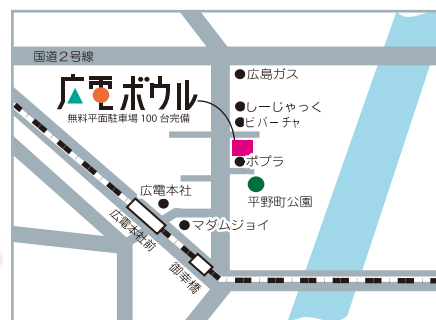 国道2号線
広電ボウル
無料平面駐車場 100 台完備
広島ガス
しーじゃっく
ビバーチャ
ポプラ
平野町公園
広電本社
マダムジョイ
広電本社前
御幸橋